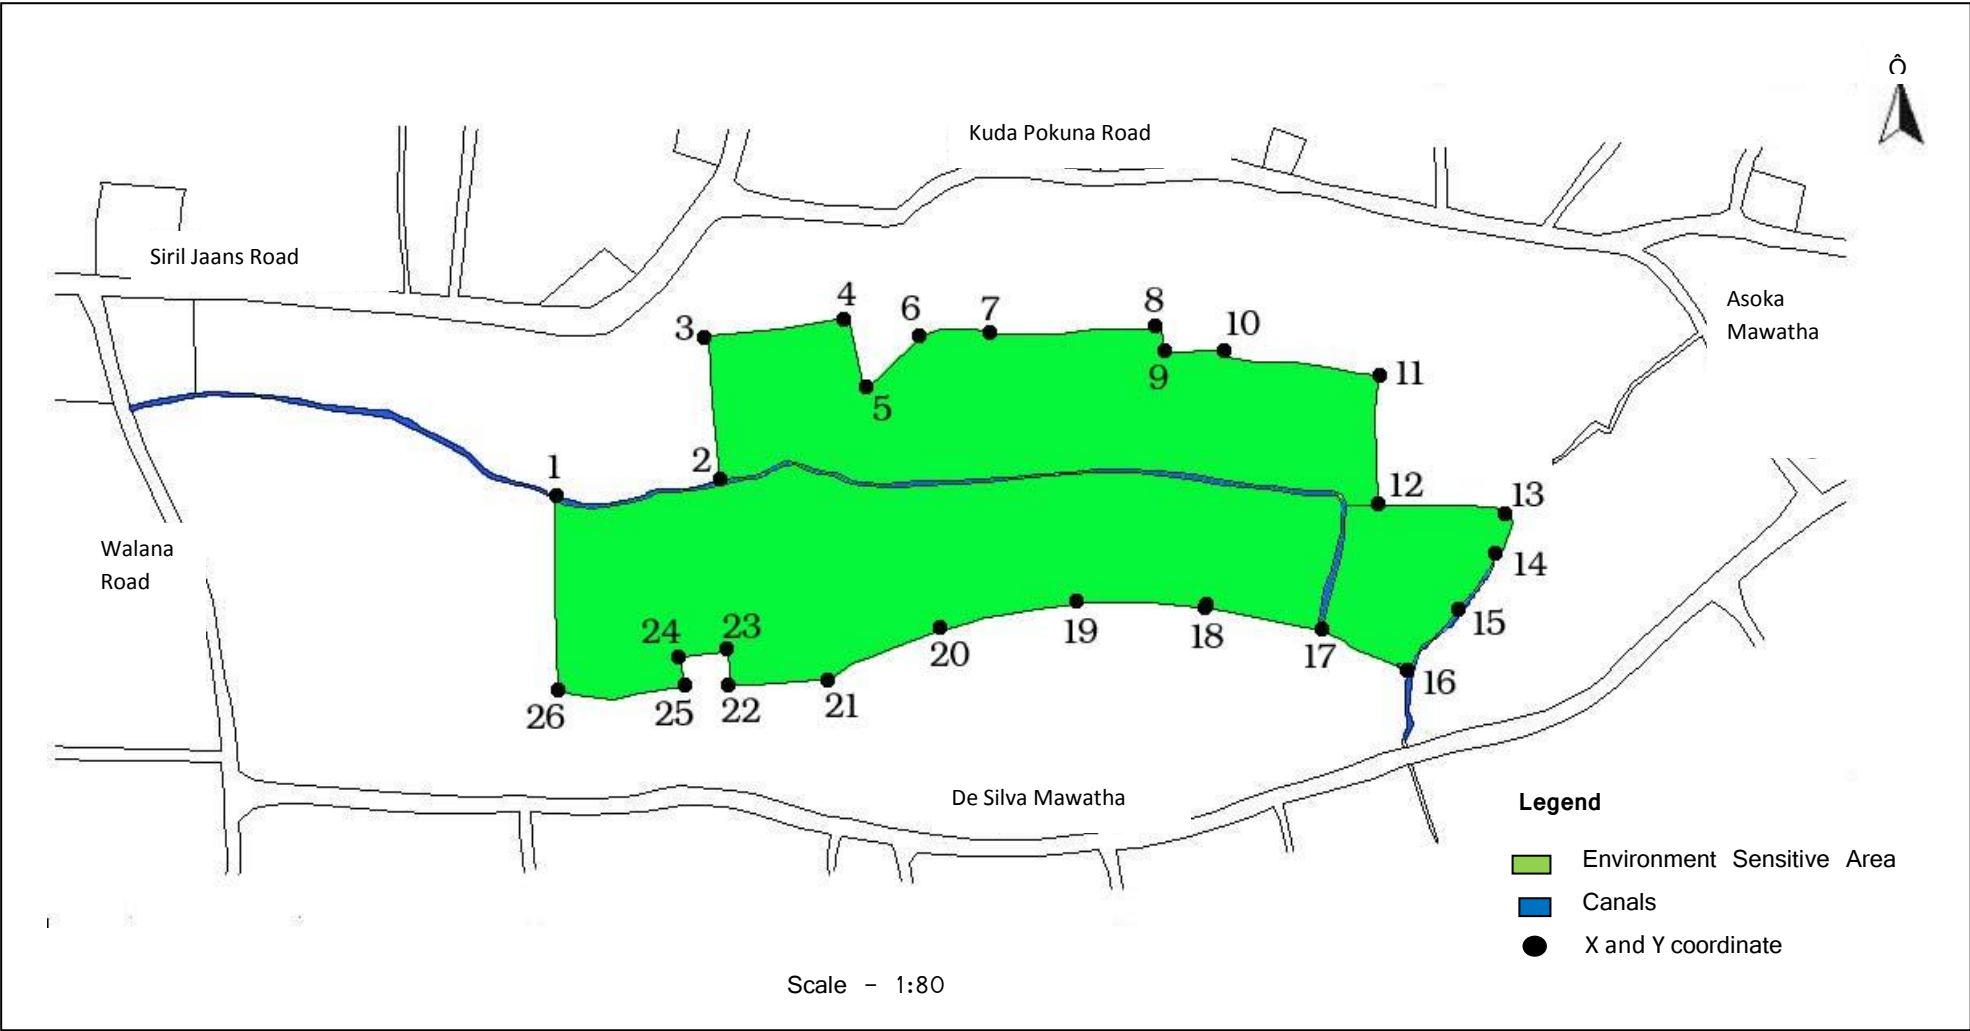 Ô
Kuda Pokuna Road
Siril Jaans Road
Asoka
Mawatha
4
6
7
8
3
10
9
11
5
2
1
12
13
Walana
Road
14
15
24
23
19
18
20
17
16
26
25
22
21
De Silva Mawatha
Legend
Environment Sensitive Area
Canals
X and Y coordinate
Scale - 1:80